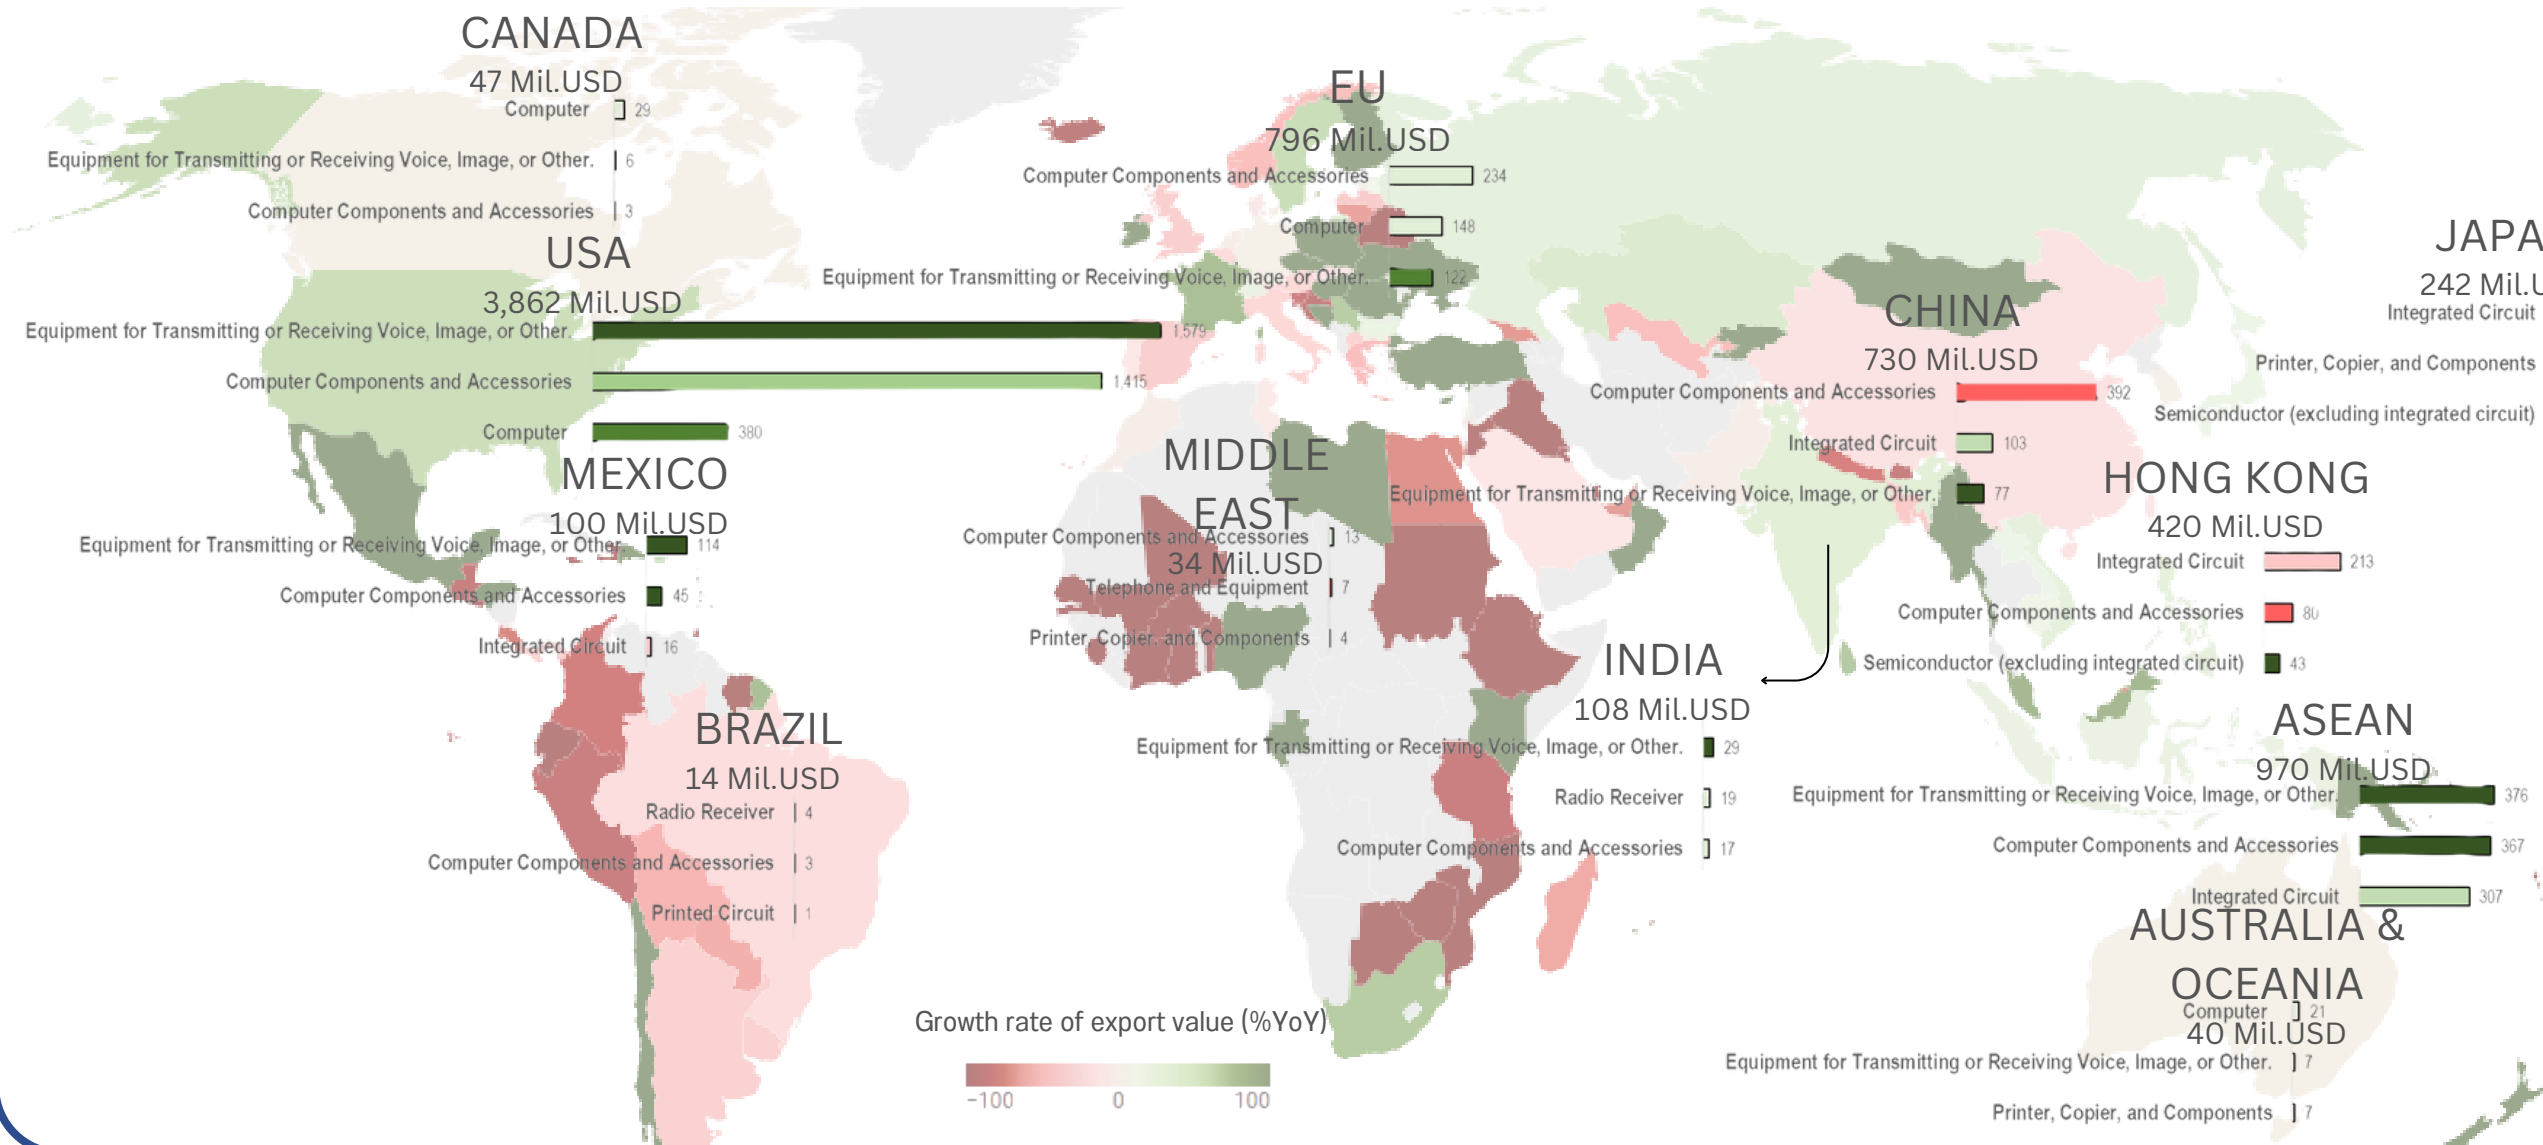 CANADA
47 Mil.USD
Computer 29
Equipment for Transmitting or Receiving Voice, Image, or Other. 6
Computer Components and Accessories 3
USA
3,862 Mil.USD
Equipment for Transmitting or Receiving Voice, Image, or Other. 1,579
Computer Components and Accessories 1,415
Computer 380
MEXICO
100 Mil.USD
Equipment for Transmitting or Receiving Voice, Image, or Other. 114
Computer Components and Accessories 45
Integrated Circuit 16
BRAZIL
14 Mil.USD
Radio Receiver 4
Computer Components and Accessories 3
Printed Circuit 1
EU
796 Mil.USD
Computer Components and Accessories 234
Computer 148
Equipment for Transmitting or Receiving Voice, Image, or Other. 122
MIDDLE
EAST
Computer Components and Accessories 13
34 Mil.USD
Telephone and Equipment 7
Printer, Copier, and Components 4
CHINA
730 Mil.USD
Computer Components and Accessories 392
Integrated Circuit 103
Equipment for Transmitting or Receiving Voice, Image, or Other. 77
INDIA
108 Mil.USD
Equipment for Transmitting or Receiving Voice, Image, or Other. 29
Radio Receiver 19
Computer Components and Accessories 17
JAPA
242 Mil.U
Integrated Circuit
Printer, Copier, and Components
Semiconductor (excluding integrated circuit)
HONG KONG
420 Mil.USD
Integrated Circuit 213
Computer Components and Accessories 80
Semiconductor (excluding integrated circuit) 43
ASEAN
970 Mil.USD
Equipment for Transmitting or Receiving Voice, Image, or Other. 376
Computer Components and Accessories 367
Integrated Circuit 307
AUSTRALIA &
OCEANIA
Computer 21
40 Mil.USD
Equipment for Transmitting or Receiving Voice, Image, or Other. 7
Printer, Copier, and Components 7
Growth rate of export value (%YoY)
−100 0 100